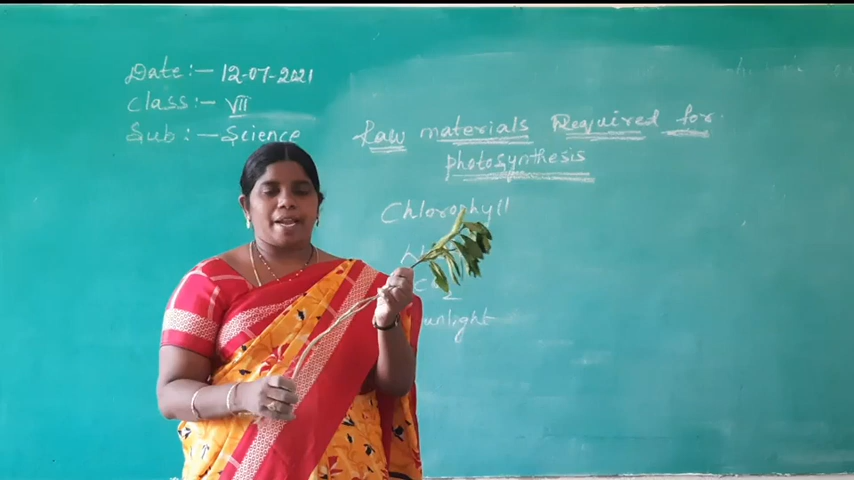 Date :- 12-07-2021
Class :- VII
Sub :- Science
Raw materials Required for
photosynthesis
Chlorophyll